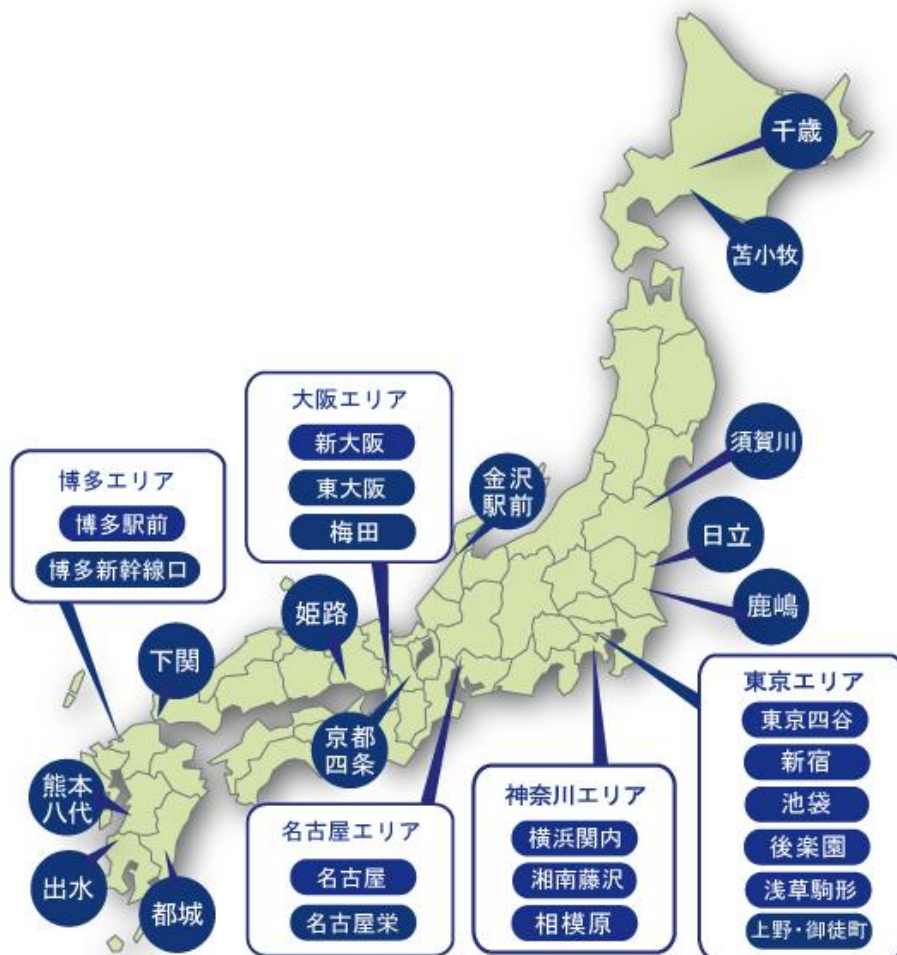 千歳
苫小牧
大阪エリア
新大阪
東大阪
梅田
金沢
駅前
須賀川
博多エリア
博多駅前
博多新幹線口
日立
姫路
鹿嶋
下関
京都
四条
東京エリア
東京四谷
新宿
池袋
後楽園
浅草駒形
上野・御徒町
熊本
八代
神奈川エリア
横浜関内
湘南藤沢
相模原
名古屋エリア
名古屋
名古屋栄
出水
都城